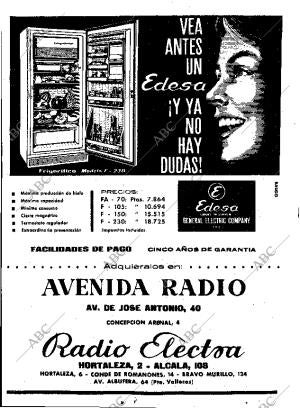 VEA
ANTES
UN
Edesa
¡Y YA
NO HAY
DUDAS!
Frigorífico Modelo F-230
Máxima producción de hielo
Máxima capacidad
Mínimo consumo
Cierre magnético
Termostato regulador
Extraordinaria presentación
PRECIOS:
FA - 70: Ptas. 7.864
F - 105: " 10.694
F - 150: " 15.515
F - 230: " 18.725
Impuestos incluidos
Edesa
GENERAL ELECTRIC COMPANY
FACILIDADES DE PAGO CINCO AÑOS DE GARANTIA
Adquiéralos en:
AVENIDA RADIO
AV. DE JOSE ANTONIO, 40
CONCEPCION ARENAL, 4
Radio Electra
HORTALEZA, 2 - ALCALA, 108
HORTALEZA, 6 - CONDE DE ROMANONES, 14 - BRAVO MURILLO, 124
AV. ALBUFERA, 64 (Pte. Vallecas)
ABC